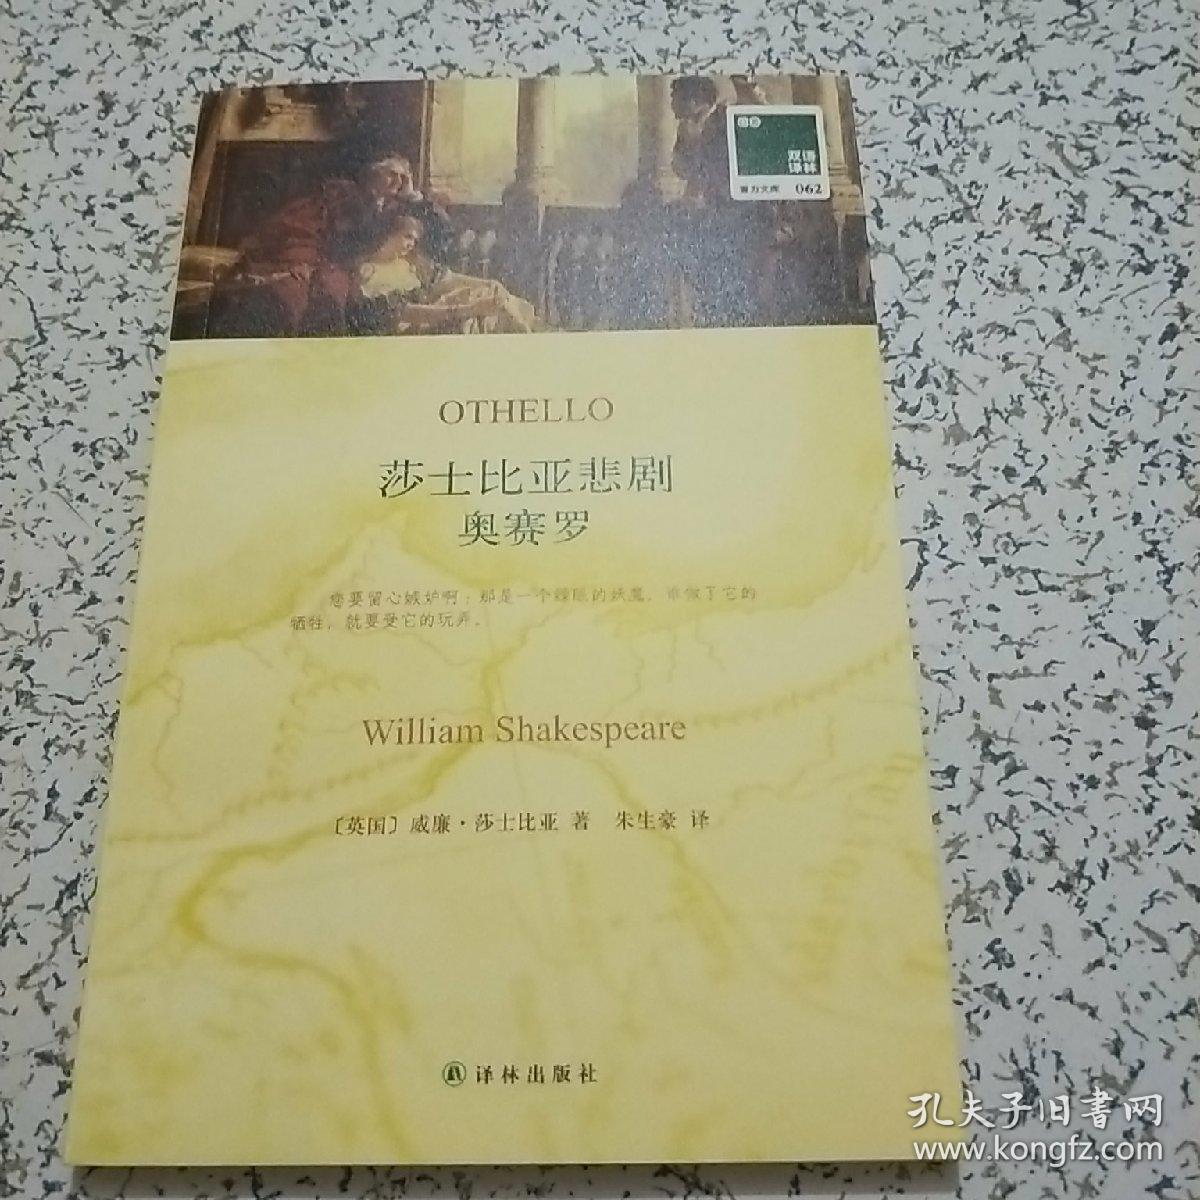 双语
译林
壹力文库 062
OTHELLO
莎士比亚悲剧
奥赛罗
您要留心嫉妒啊；那是一个绿眼的妖魔，谁做了它的
牺牲，就要受它的玩弄。
William Shakespeare
〔英国〕威廉·莎士比亚 著 朱生豪 译
译林出版社
孔夫子旧書网
www.kongfz.com